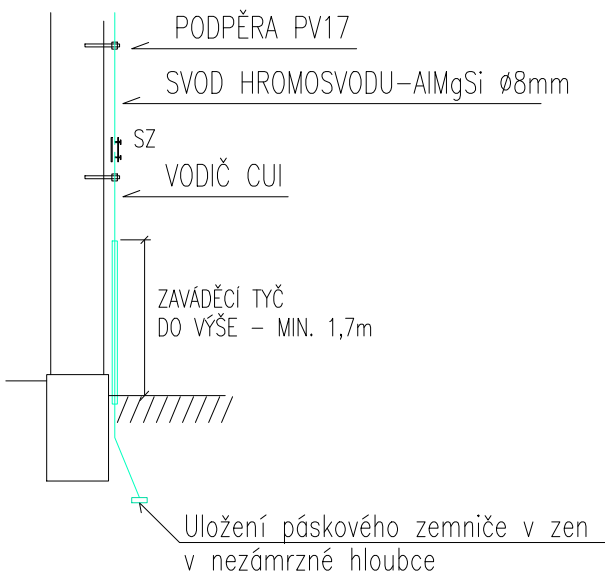 PODPĚRA PV17
SVOD HROMOSVODU-AlMgSi Ø8mm
SZ
VODIČ CUI
ZAVÁDĚCÍ TYČ
DO VÝŠE - MIN. 1,7m
Uložení páskového zemniče v zen
v nezámrzné hloubce